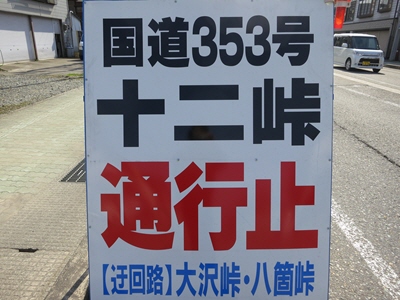 国道353号
十二峠
通行止
【迂回路】大沢峠・八箇峠